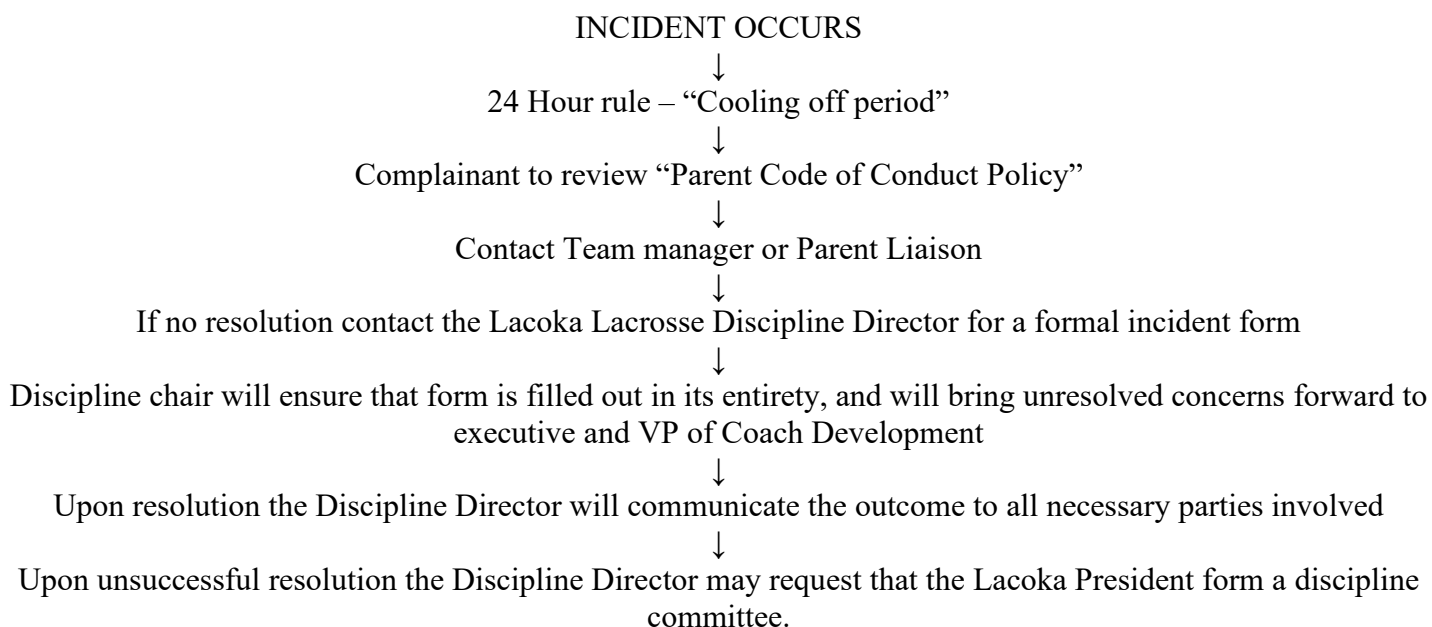 INCIDENT OCCURS
↓
24 Hour rule – “Cooling off period”
↓
Complainant to review “Parent Code of Conduct Policy”
↓
Contact Team manager or Parent Liaison
↓
If no resolution contact the Lacoka Lacrosse Discipline Director for a formal incident form
↓
Discipline chair will ensure that form is filled out in its entirety, and will bring unresolved concerns forward to
executive and VP of Coach Development
↓
Upon resolution the Discipline Director will communicate the outcome to all necessary parties involved
↓
Upon unsuccessful resolution the Discipline Director may request that the Lacoka President form a discipline
committee.